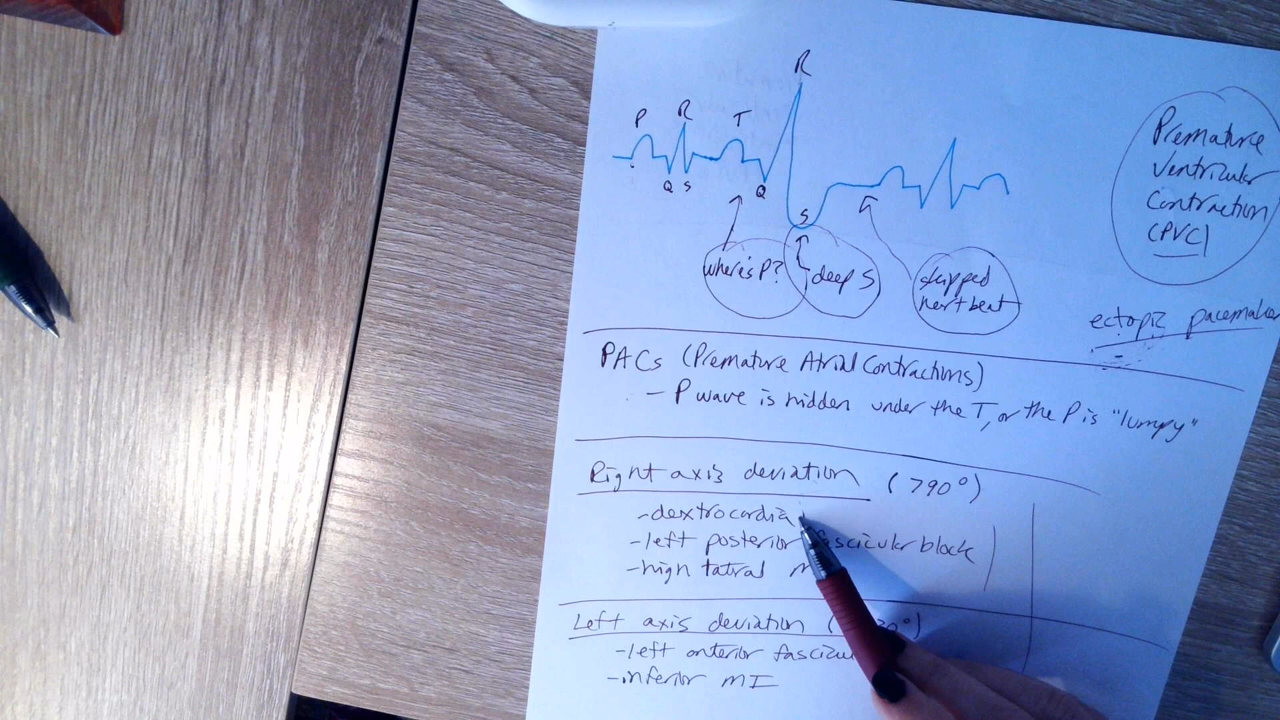 R
P R T
Q S Q
S
where's P? deep S skipped next beat
Premature
Ventricular
Contraction
(PVC)
ectopic pacemaker
PACs (Premature Atrial Contractions)
- P wave is hidden under the T, or the P is "lumpy"
Right axis deviation (>90°)
- dextrocardia
- left posterior fascicular block
- high
Left axis deviation
- left anterior
- inferior MI